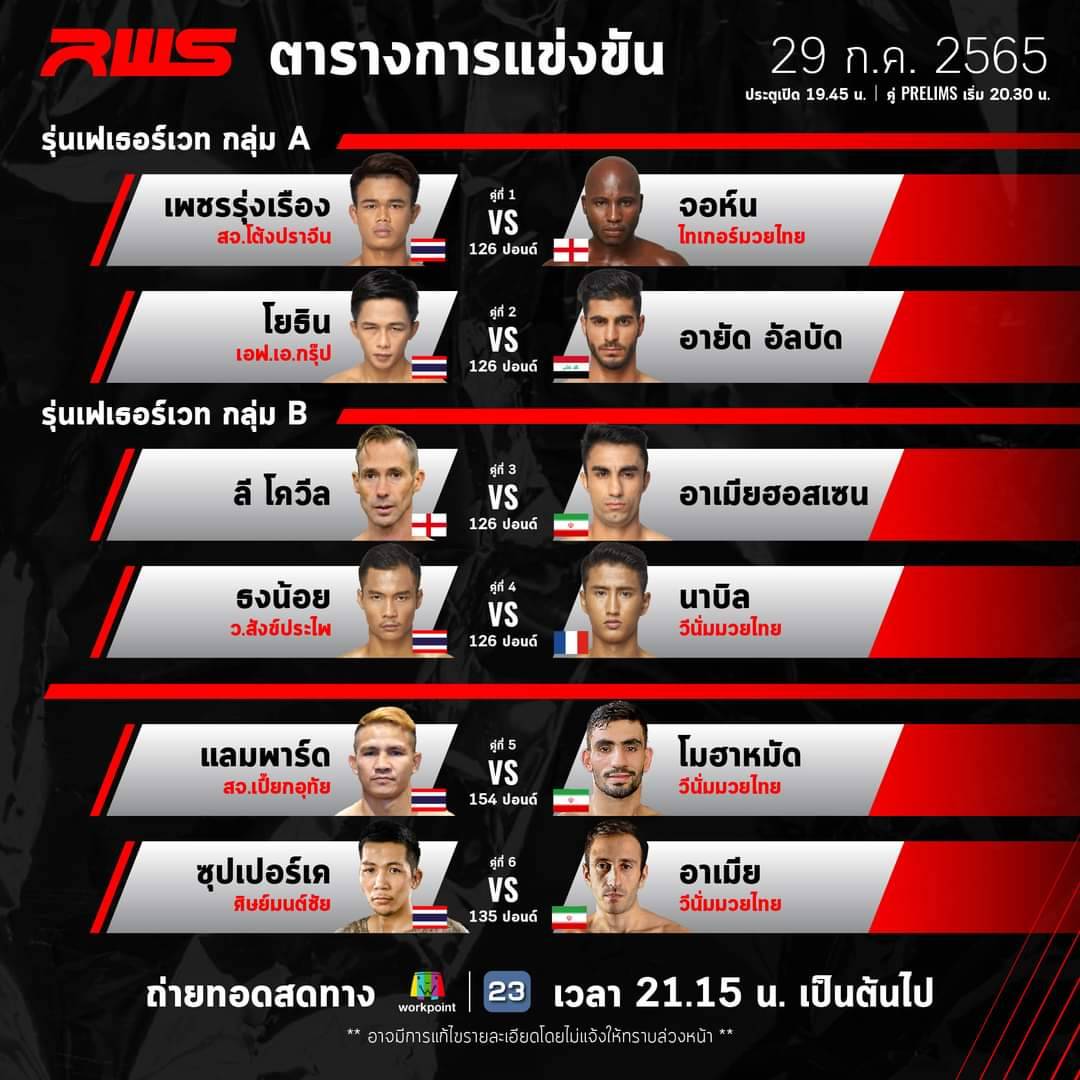 RWS ตารางการแข่งขัน
29 ก.ค. 2565
ประตูเปิด 19.45 น. | คู่ PRELIMS เริ่ม 20.30 น.
รุ่นเฟเธอร์เวท กลุ่ม A
เพชรรุ่งเรือง
สจ.โต้งปราจีน
คู่ที่ 1
VS
126 ปอนด์
จอห์น
ไทเกอร์มวยไทย
โยธิน
เอฟ.เอ.กรุ๊ป
คู่ที่ 2
VS
126 ปอนด์
อายัด อัลบัด
รุ่นเฟเธอร์เวท กลุ่ม B
ลี โควีล
คู่ที่ 3
VS
126 ปอนด์
อาเมียฮอสเซน
ธงน้อย
ว.สังข์ประไพ
คู่ที่ 4
VS
126 ปอนด์
นาบิล
วีนั่มมวยไทย
แลมพาร์ด
สจ.เปี๊ยกอุทัย
คู่ที่ 5
VS
154 ปอนด์
โมฮาหมัด
วีนั่มมวยไทย
ซุปเปอร์เค
ศิษย์มนต์ชัย
คู่ที่ 6
VS
135 ปอนด์
อาเมีย
วีนั่มมวยไทย
ถ่ายทอดสดทาง workpoint | 23 เวลา 21.15 น. เป็นต้นไป
** อาจมีการแก้ไขรายละเอียดโดยไม่แจ้งให้ทราบล่วงหน้า **